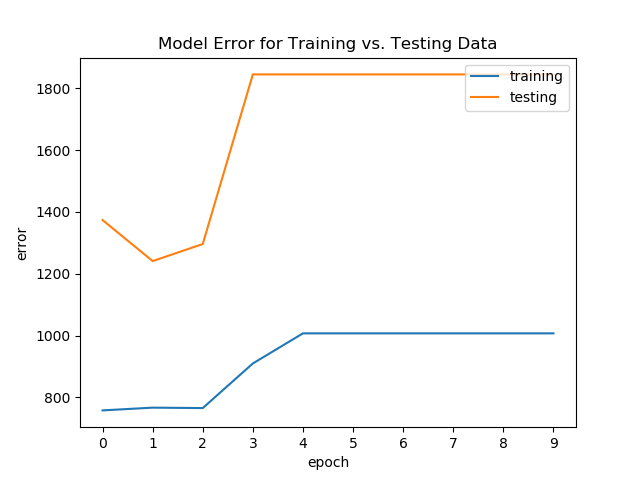 Model Error for Training vs. Testing Data
1800
1600
1400
1200
1000
800
error
training
testing
0 1 2 3 4 5 6 7 8 9
epoch